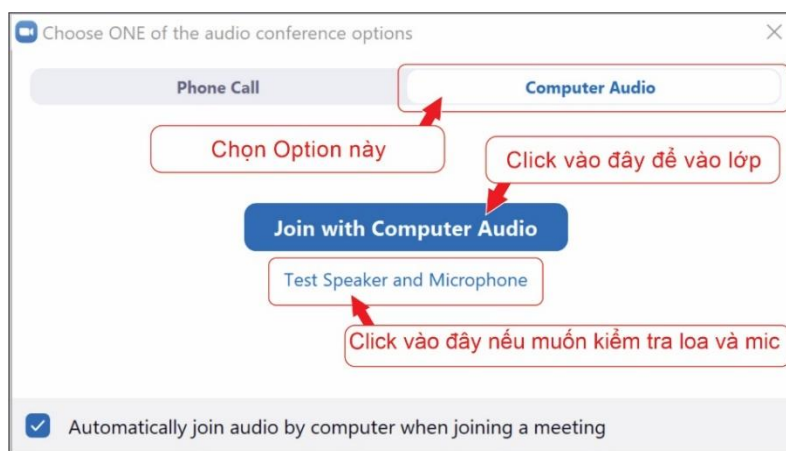 Choose ONE of the audio conference options
Phone Call
Computer Audio
Chọn Option này
Click vào đây để vào lớp
Join with Computer Audio
Test Speaker and Microphone
Click vào đây nếu muốn kiểm tra loa và mic
Automatically join audio by computer when joining a meeting